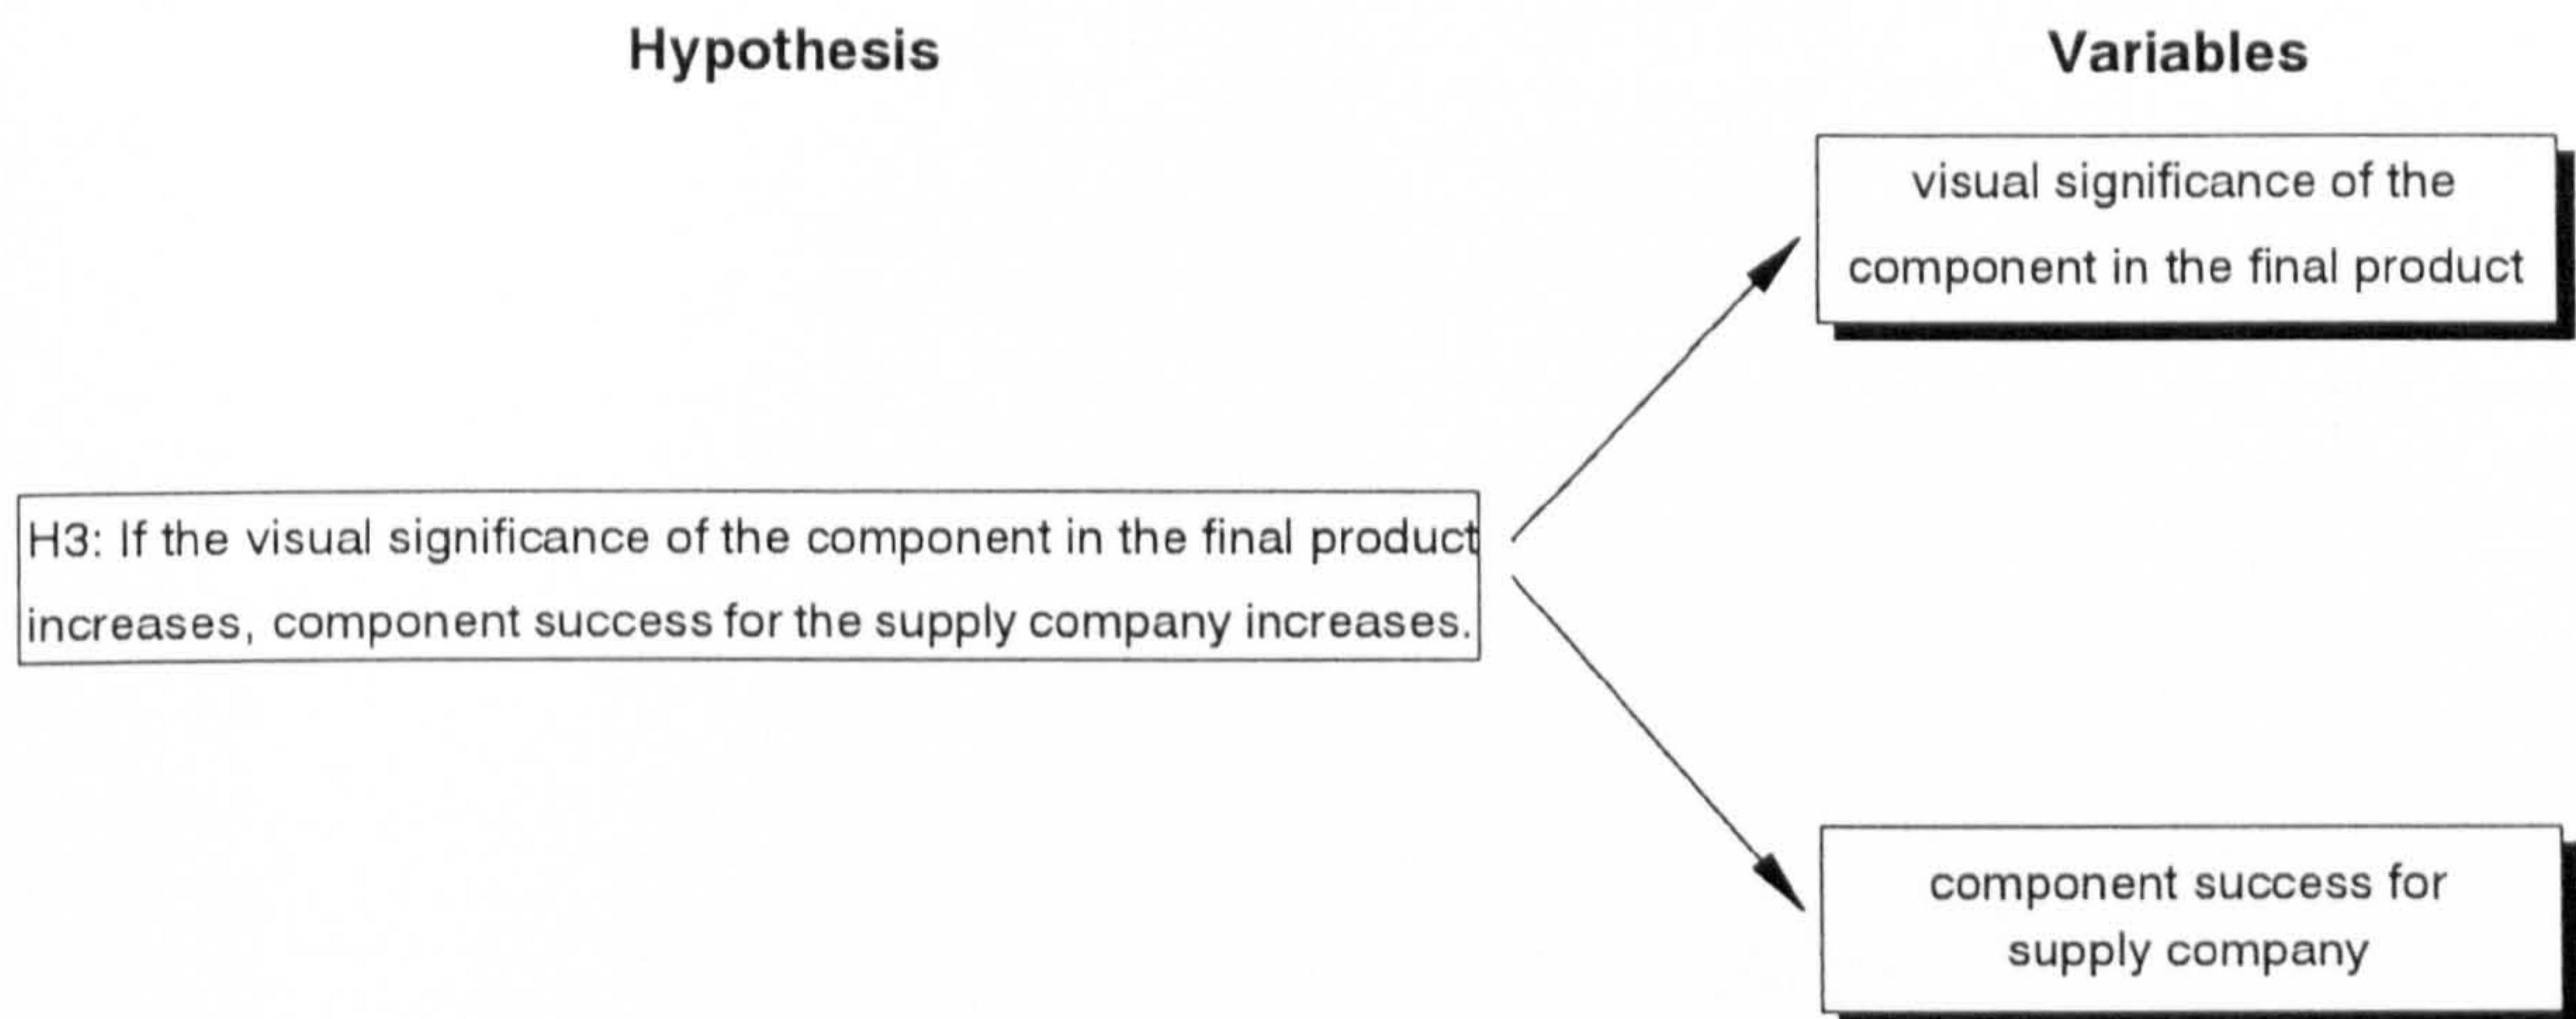 Hypothesis
Variables
visual significance of the
component in the final product
H3: If the visual significance of the component in the final product
increases, component success for the supply company increases.
component success for
supply company